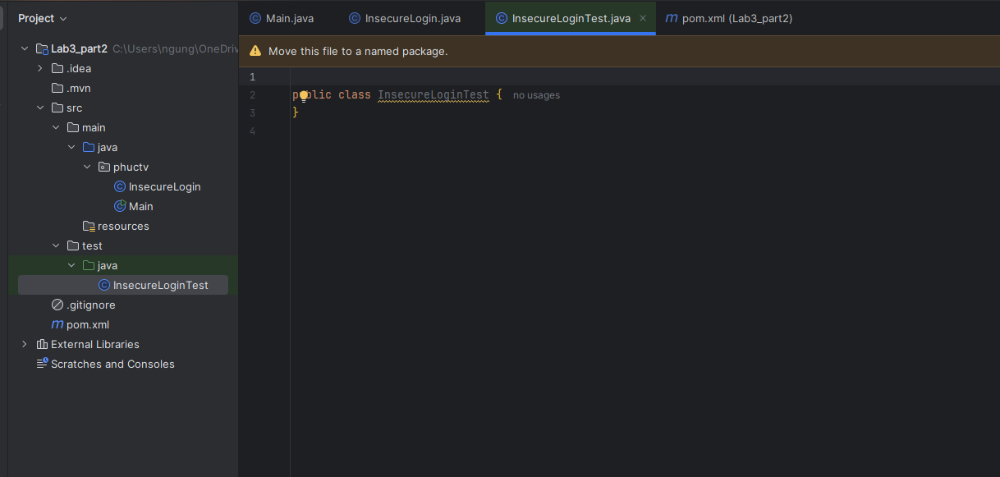 Project
Main.java
InsecureLogin.java
InsecureLoginTest.java
pom.xml (Lab3_part2)
Lab3_part2 C:\Users\ngung\OneDriv
.idea
.mvn
src
main
java
phuctv
InsecureLogin
Main
resources
test
java
InsecureLoginTest
.gitignore
pom.xml
External Libraries
Scratches and Consoles
Move this file to a named package.
1
2 public class InsecureLoginTest { no usages
3 }
4